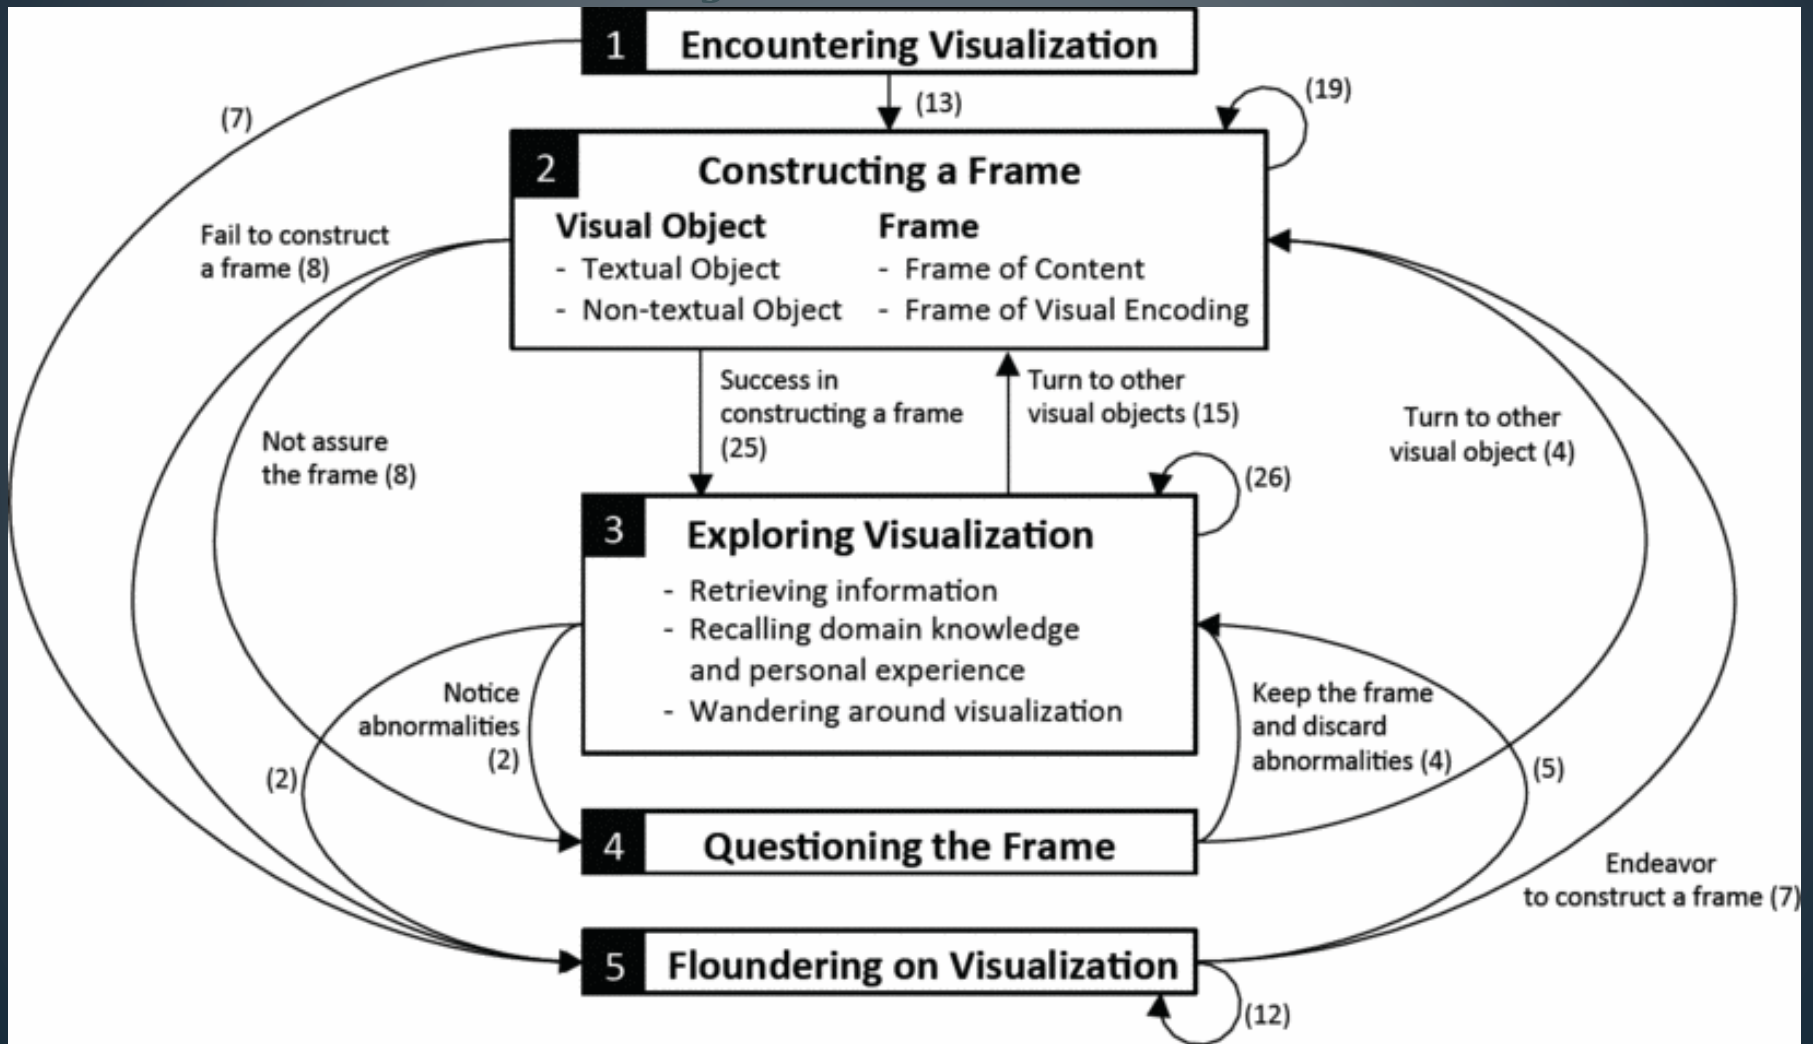 1 Encountering Visualization
(7)
(13)
(19)
2 Constructing a Frame
Visual Object
- Textual Object
- Non-textual Object
Frame
- Frame of Content
- Frame of Visual Encoding
Fail to construct
a frame (8)
Not assure
the frame (8)
Success in
constructing a frame
(25)
Turn to other
visual objects (15)
Turn to other
visual object (4)
(26)
3 Exploring Visualization
- Retrieving information
- Recalling domain knowledge
and personal experience
- Wandering around visualization
Notice
abnormalities
(2)
(2)
Keep the frame
and discard
abnormalities (4)
(5)
4 Questioning the Frame
Endeavor
to construct a frame (7)
5 Floundering on Visualization
(12)